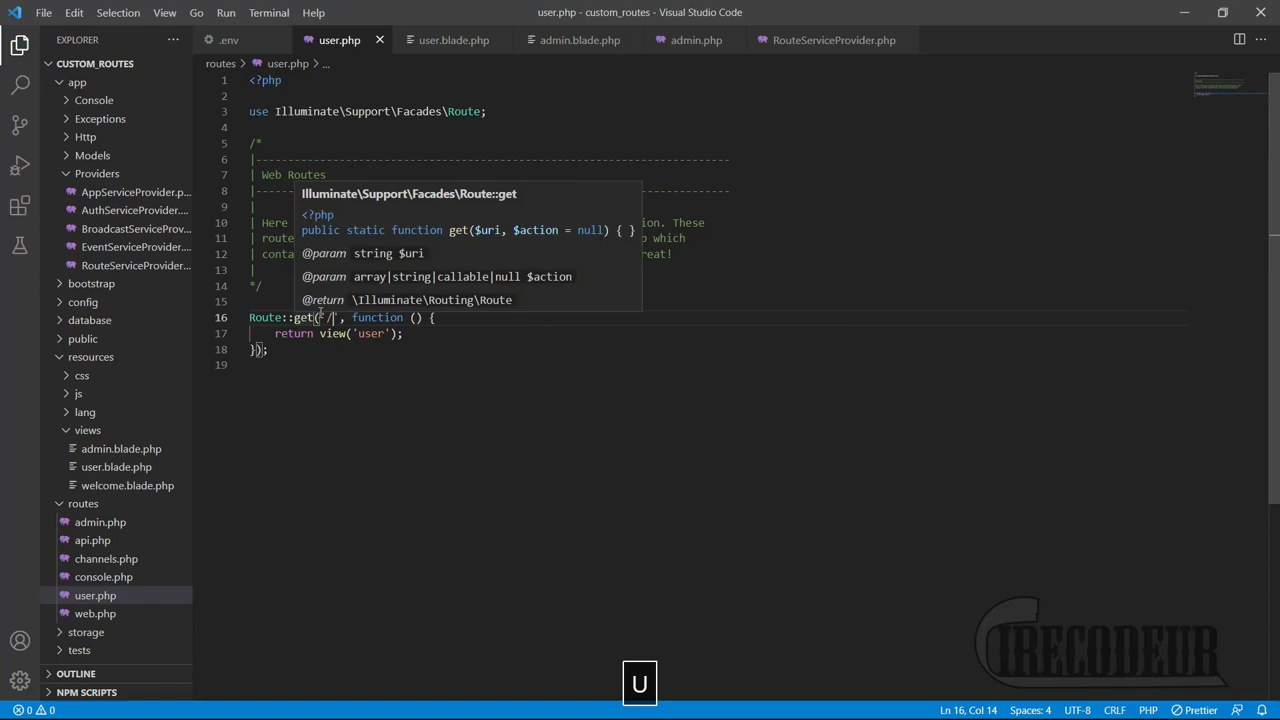 File Edit Selection View Go Run Terminal Help
user.php - custom_routes - Visual Studio Code
EXPLORER
.env
user.php
user.blade.php
admin.blade.php
admin.php
RouteServiceProvider.php
CUSTOM_ROUTES
app
Console
Exceptions
Http
Models
Providers
AppServiceProvider.p...
AuthServiceProvider....
BroadcastServiceProv...
EventServiceProvider...
RouteServiceProvider...
bootstrap
config
database
public
resources
css
js
lang
views
admin.blade.php
user.blade.php
welcome.blade.php
routes
admin.php
api.php
channels.php
console.php
user.php
web.php
storage
tests
OUTLINE
NPM SCRIPTS
routes > user.php > ...
1 <?php
2
3 use Illuminate\Support\Facades\Route;
4
5 /*
6 |--------------------------------------------------------------------------
7 | Web Routes
8 |--------------------------------------------------------------------------
9 |
10 | Here ion. These
11 | route p which
12 | conta reat!
13 |
14 */
15
16 Route::get('/', function () {
17 return view('user');
18 });
19
Illuminate\Support\Facades\Route::get
<?php
public static function get($uri, $action = null) { }
@param string $uri
@param array|string|callable|null $action
@return \Illuminate\Routing\Route
U
CIRECODEUR
0 0
Ln 16, Col 14 Spaces: 4 UTF-8 CRLF PHP Prettier